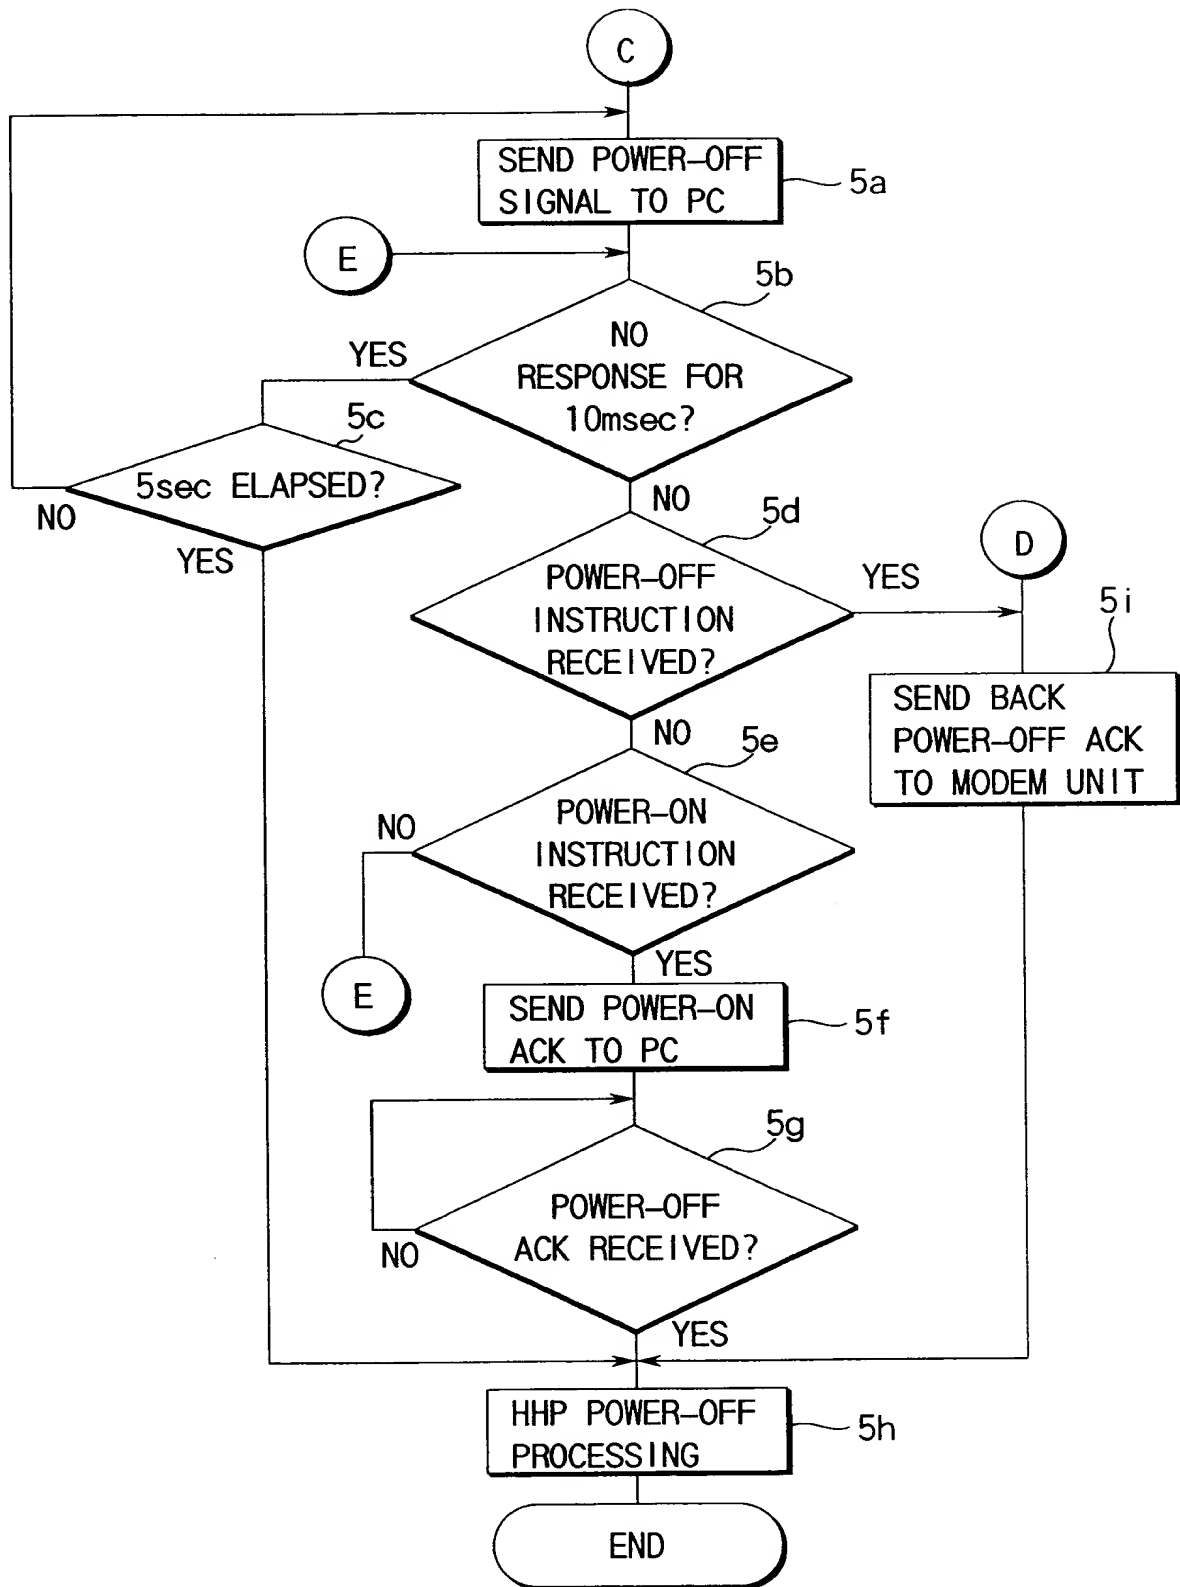 C
SEND POWER-OFF
SIGNAL TO PC
5a
E
5b
NO
RESPONSE FOR
10msec?
YES
5c
5sec ELAPSED?
NO
YES
NO
5d
POWER-OFF
INSTRUCTION
RECEIVED?
YES
D
5i
SEND BACK
POWER-OFF ACK
TO MODEM UNIT
NO
5e
POWER-ON
INSTRUCTION
RECEIVED?
NO
E
YES
SEND POWER-ON
ACK TO PC
5f
5g
POWER-OFF
ACK RECEIVED?
NO
YES
HHP POWER-OFF
PROCESSING
5h
END